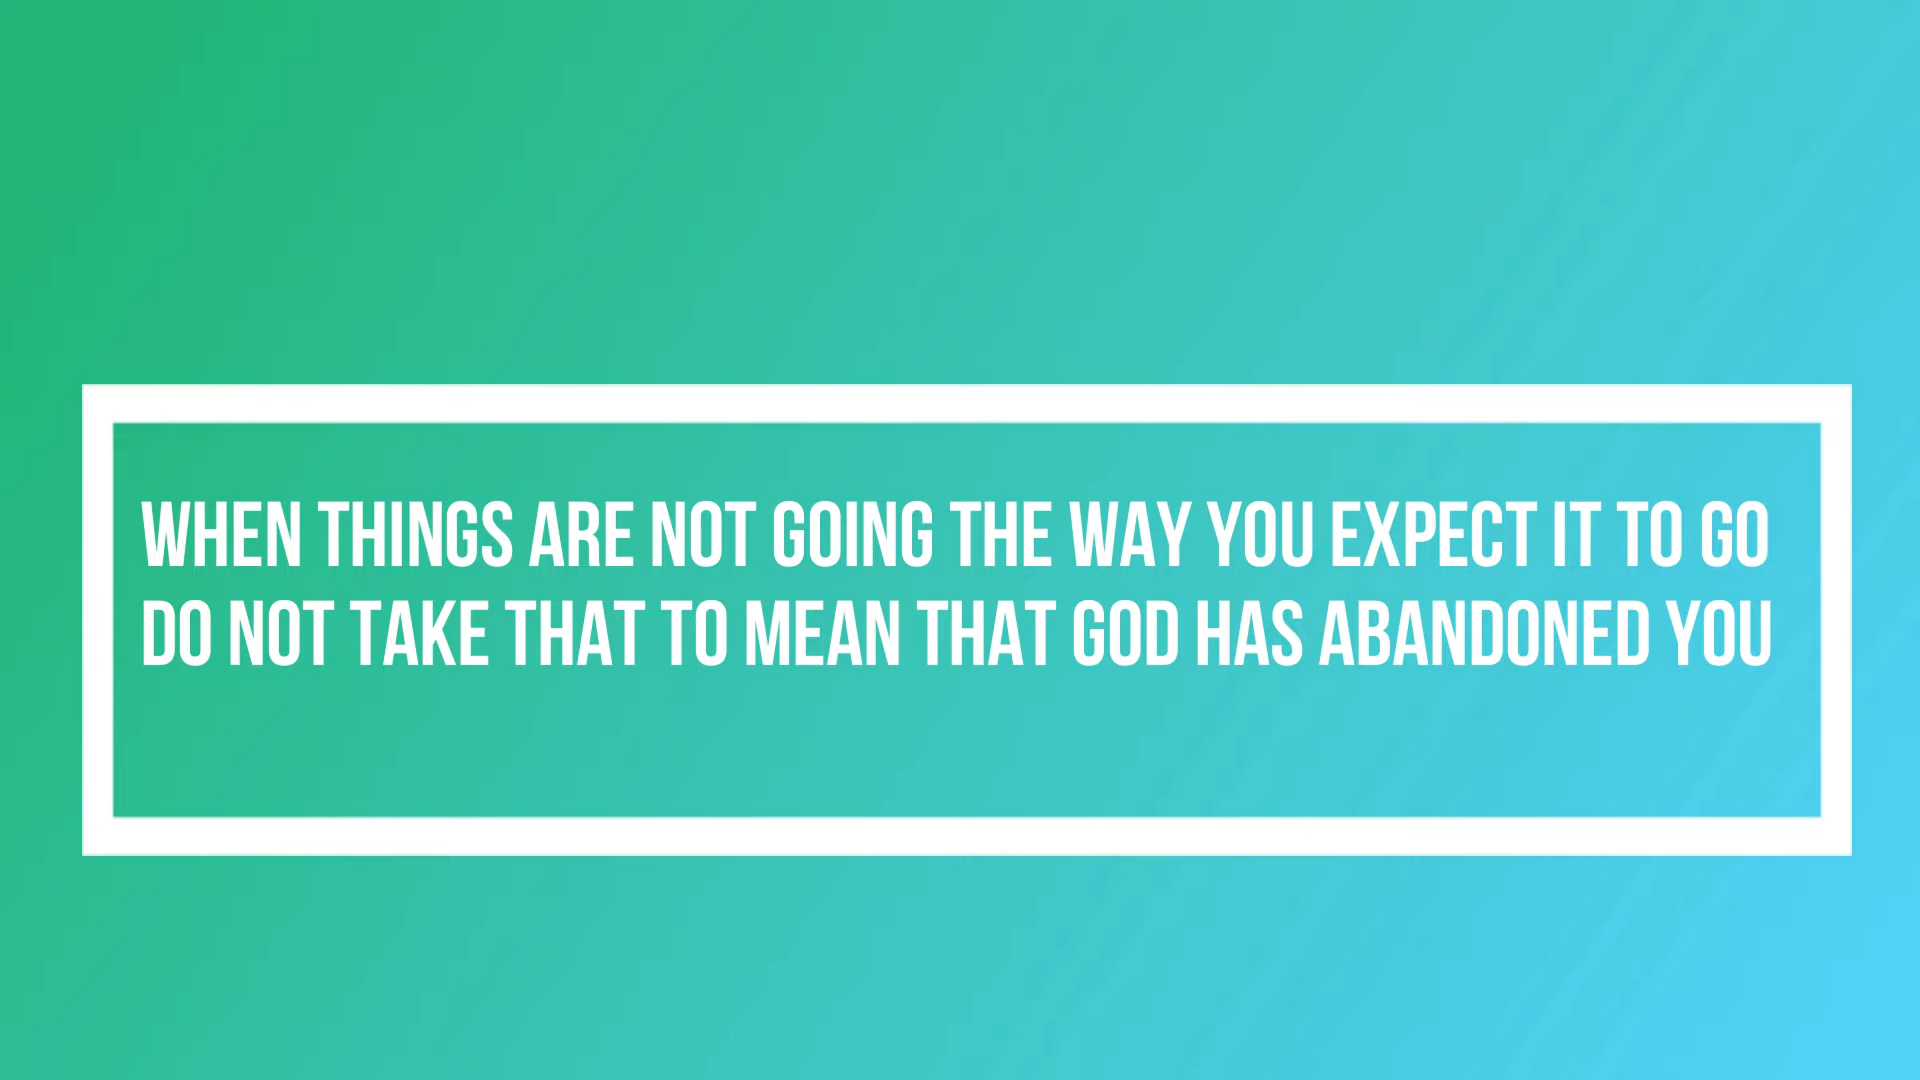 WHEN THINGS ARE NOT GOING THE WAY YOU EXPECT IT TO GO
DO NOT TAKE THAT TO MEAN THAT GOD HAS ABANDONED YOU